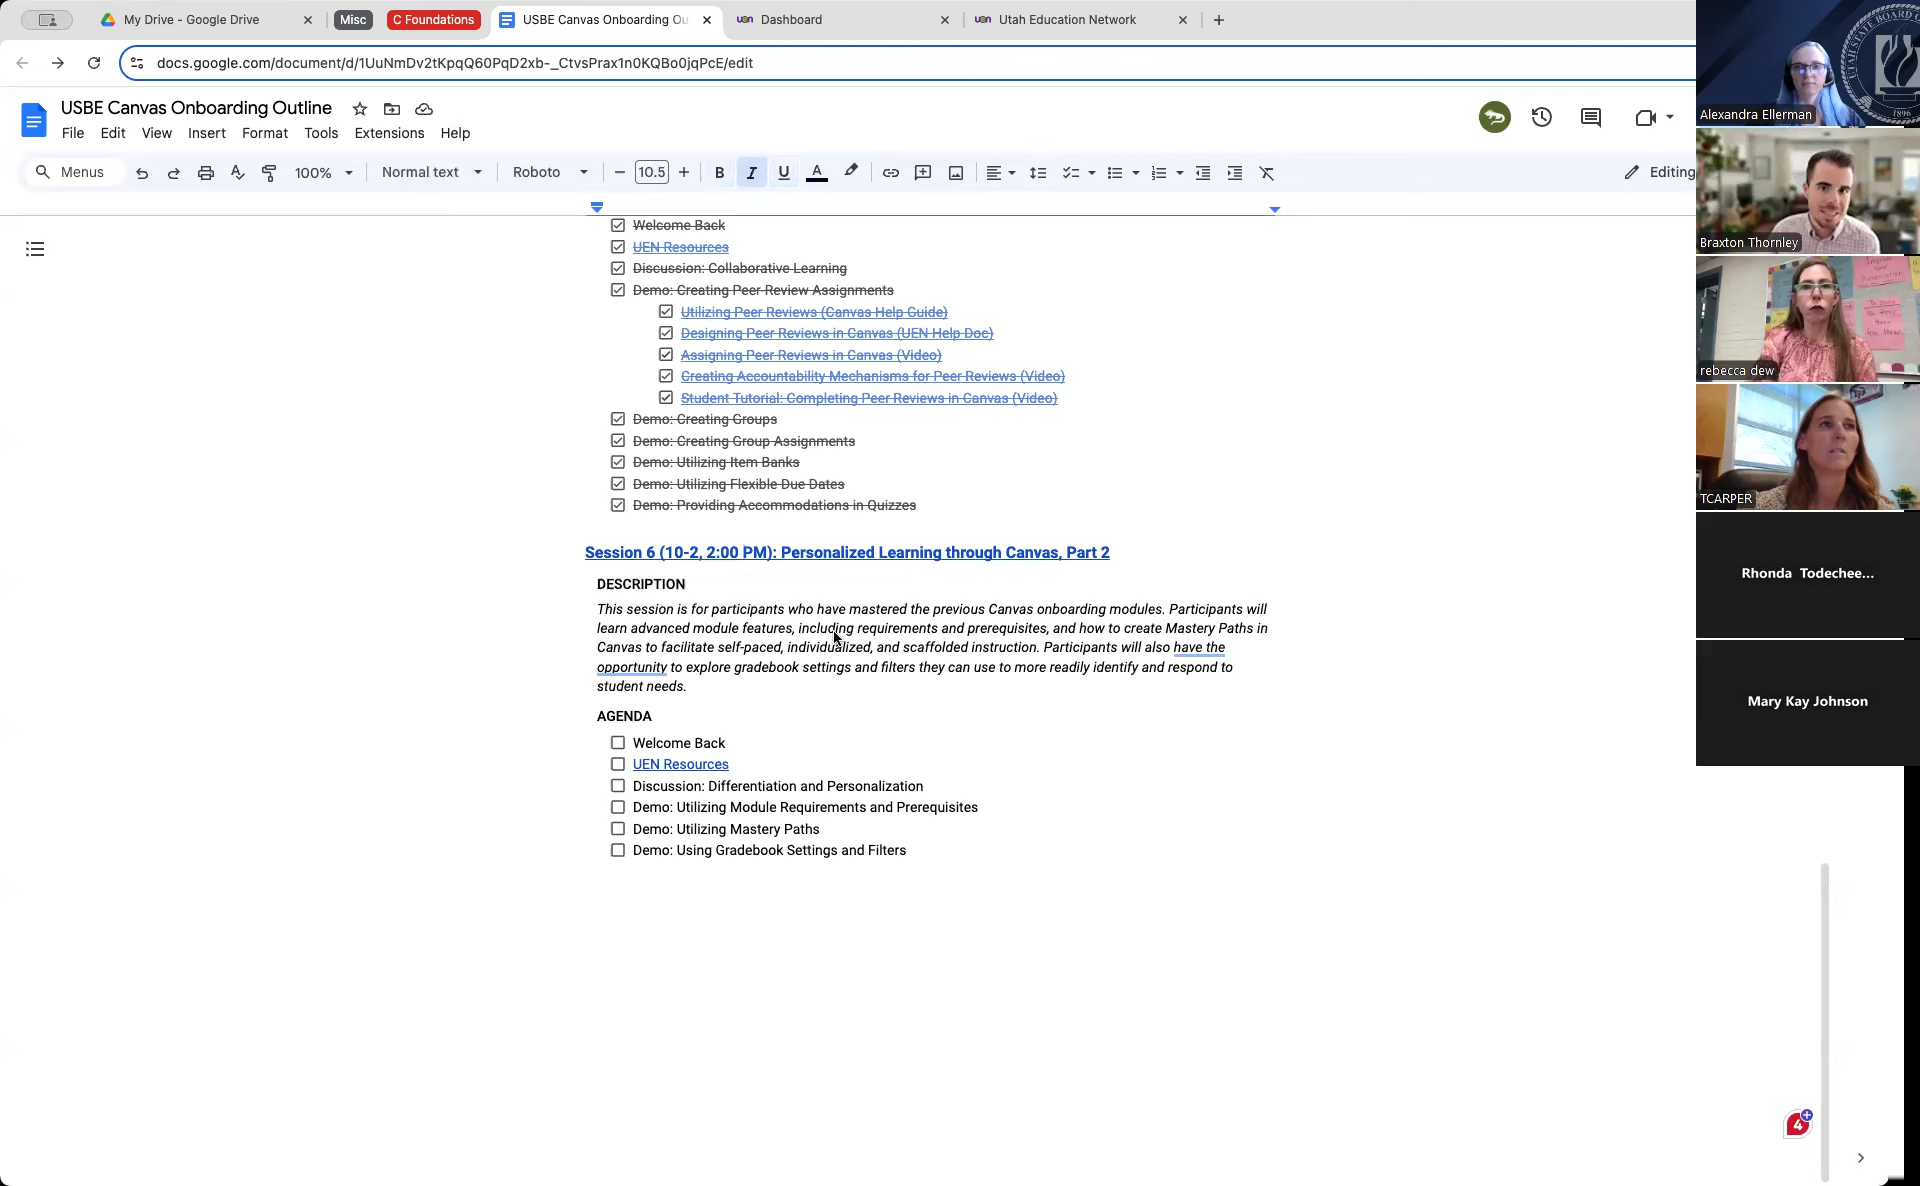 My Drive - Google Drive
Misc
C Foundations
USBE Canvas Onboarding Ou
Dashboard
Utah Education Network
docs.google.com/document/d/1UuNmDv2tKpqQ60PqD2xb-_CtvsPrax1n0KQBo0jqPcE/edit
USBE Canvas Onboarding Outline
File Edit View Insert Format Tools Extensions Help
Menus 100% Normal text Roboto 10.5 B I U A Editing
Welcome Back
UEN Resources
Discussion: Collaborative Learning
Demo: Creating Peer Review Assignments
Utilizing Peer Reviews (Canvas Help Guide)
Designing Peer Reviews in Canvas (UEN Help Doc)
Assigning Peer Reviews in Canvas (Video)
Creating Accountability Mechanisms for Peer Reviews (Video)
Student Tutorial: Completing Peer Reviews in Canvas (Video)
Demo: Creating Groups
Demo: Creating Group Assignments
Demo: Utilizing Item Banks
Demo: Utilizing Flexible Due Dates
Demo: Providing Accommodations in Quizzes
Session 6 (10-2, 2:00 PM): Personalized Learning through Canvas, Part 2
DESCRIPTION
This session is for participants who have mastered the previous Canvas onboarding modules. Participants will
learn advanced module features, including requirements and prerequisites, and how to create Mastery Paths in
Canvas to facilitate self-paced, individualized, and scaffolded instruction. Participants will also have the
opportunity to explore gradebook settings and filters they can use to more readily identify and respond to
student needs.
AGENDA
Welcome Back
UEN Resources
Discussion: Differentiation and Personalization
Demo: Utilizing Module Requirements and Prerequisites
Demo: Utilizing Mastery Paths
Demo: Using Gradebook Settings and Filters
Alexandra Ellerman
1896
Braxton Thornley
rebecca dew
TCARPER
Rhonda Todechee...
Mary Kay Johnson
4